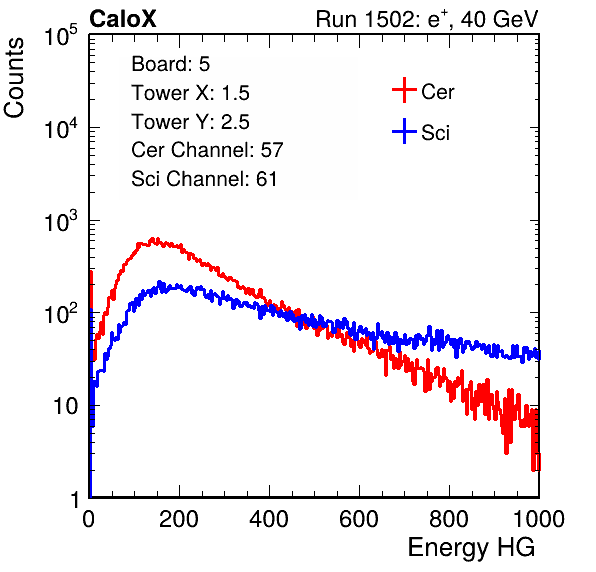 CaloX Run 1502: e⁺, 40 GeV
Counts
10⁵
10⁴
10³
10²
10
1
Board: 5
Tower X: 1.5
Tower Y: 2.5
Cer Channel: 57
Sci Channel: 61
Cer
Sci
0 200 400 600 800 1000
Energy HG